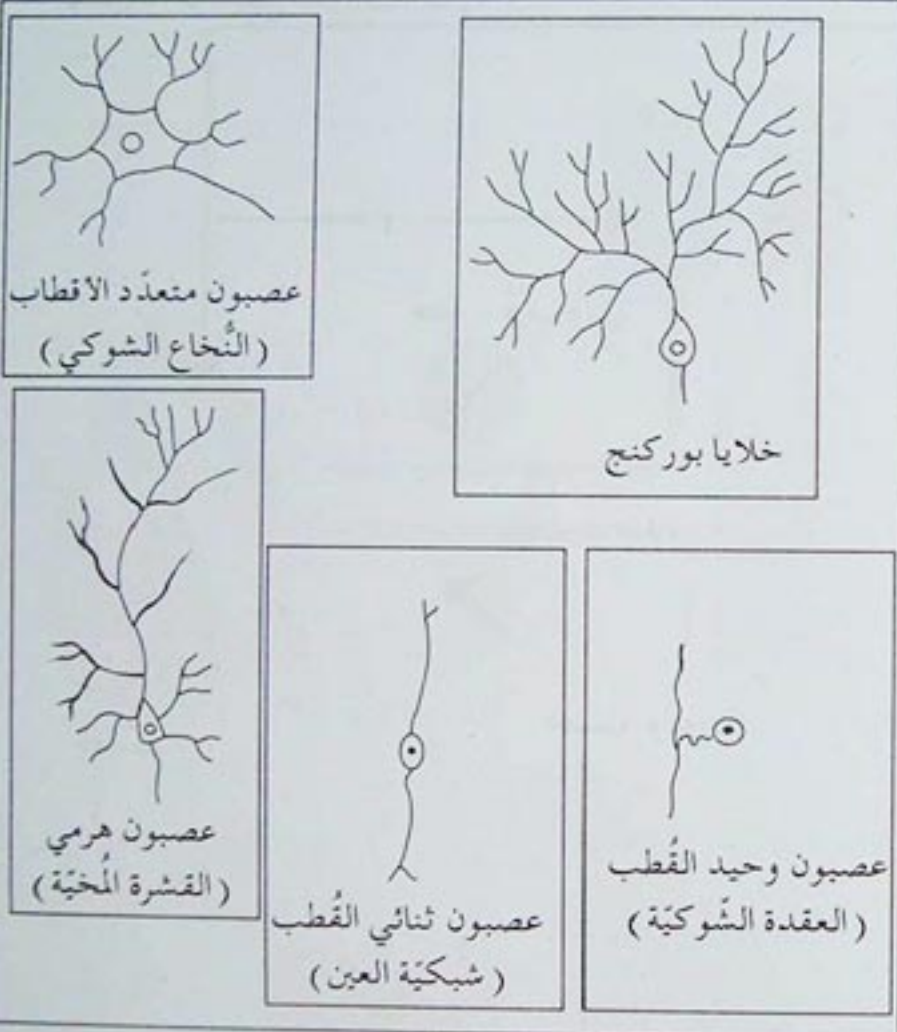 عصبون متعدّد الأقطاب
(النُّخاع الشوكي)
خلايا بوركنج
عصبون هرمي
(القشرة المُخيّة)
عصبون ثنائي القُطب
(شبكيّة العين)
عصبون وحيد القُطب
(العقدة الشّوكيّة)